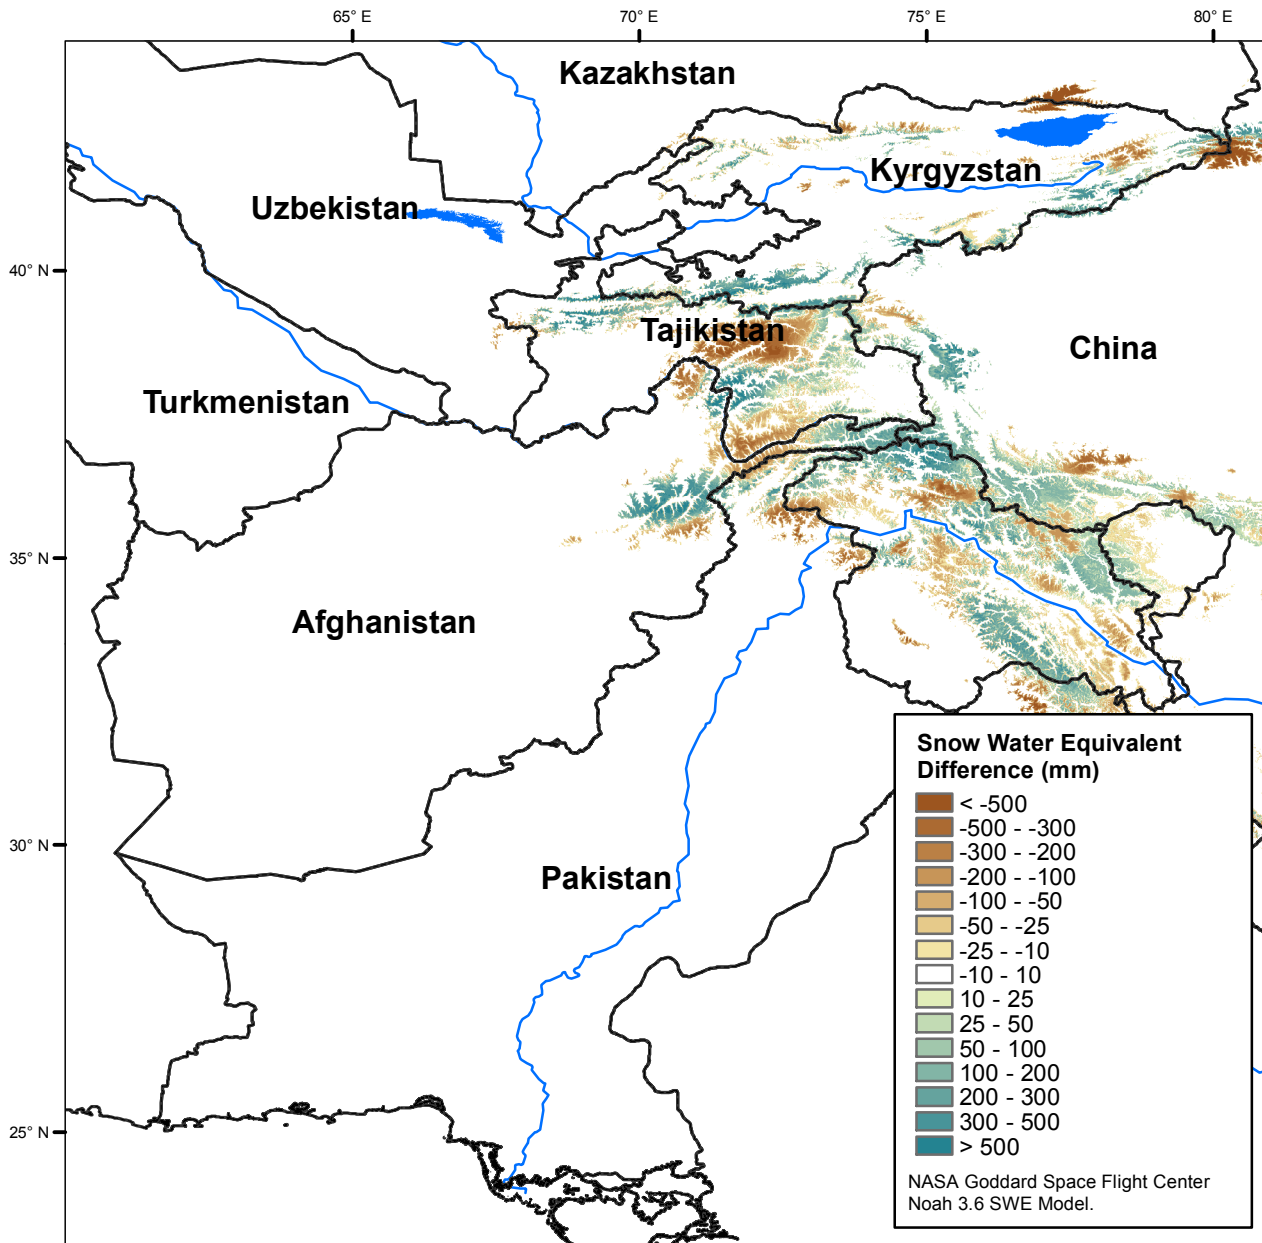 65° E
70° E
75° E
80° E
Kazakhstan
Kyrgyzstan
Uzbekistan
40° N
Tajikistan
China
Turkmenistan
35° N
Afghanistan
30° N
Pakistan
25° N
Snow Water Equivalent
Difference (mm)
< -500
-500 - -300
-300 - -200
-200 - -100
-100 - -50
-50 - -25
-25 - -10
-10 - 10
10 - 25
25 - 50
50 - 100
100 - 200
200 - 300
300 - 500
> 500
NASA Goddard Space Flight Center
Noah 3.6 SWE Model.